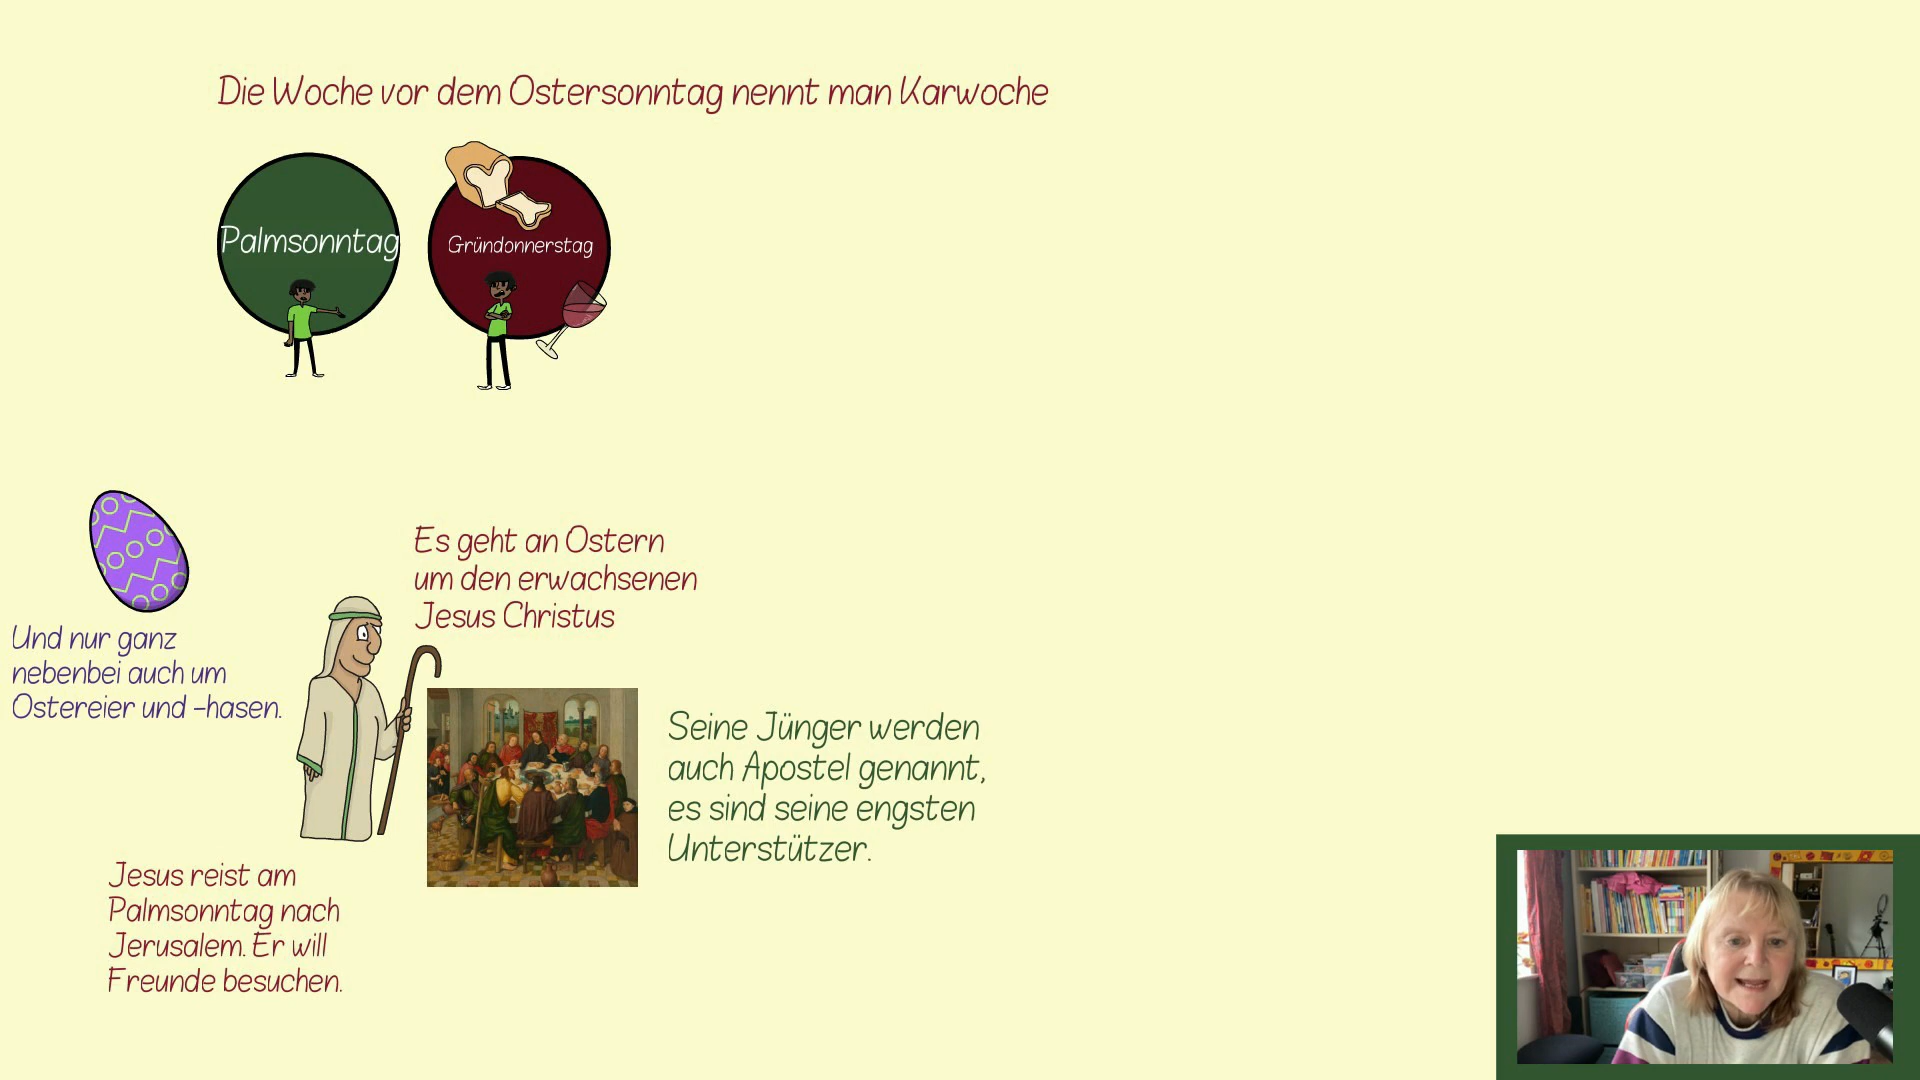 Die Woche vor dem Ostersonntag nennt man Karwoche
Palmsonntag
Gründonnerstag
Es geht an Ostern
um den erwachsenen
Jesus Christus
Und nur ganz
nebenbei auch um
Ostereier und -hasen.
Seine Jünger werden
auch Apostel genannt,
es sind seine engsten
Unterstützer.
Jesus reist am
Palmsonntag nach
Jerusalem. Er will
Freunde besuchen.